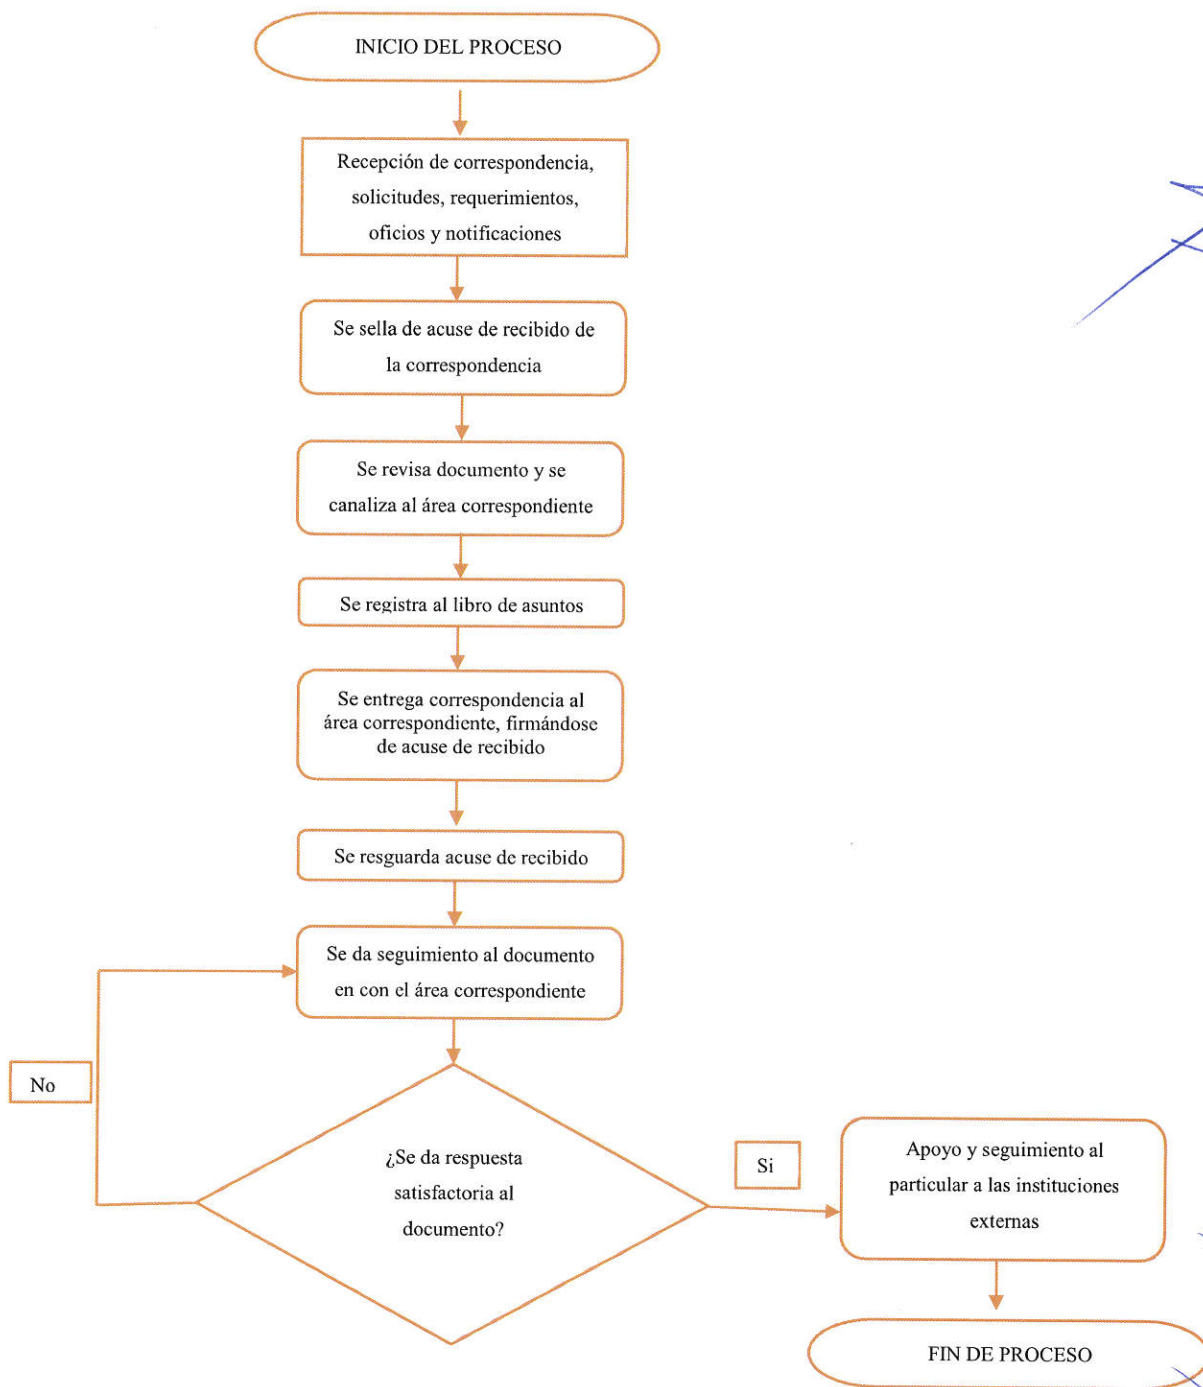 INICIO DEL PROCESO
Recepción de correspondencia,
solicitudes, requerimientos,
oficios y notificaciones
Se sella de acuse de recibido de
la correspondencia
Se revisa documento y se
canaliza al área correspondiente
Se registra al libro de asuntos
Se entrega correspondencia al
área correspondiente, firmándose
de acuse de recibido
Se resguarda acuse de recibido
Se da seguimiento al documento
en con el área correspondiente
No
¿Se da respuesta
satisfactoria al
documento?
Si
Apoyo y seguimiento al
particular a las instituciones
externas
FIN DE PROCESO